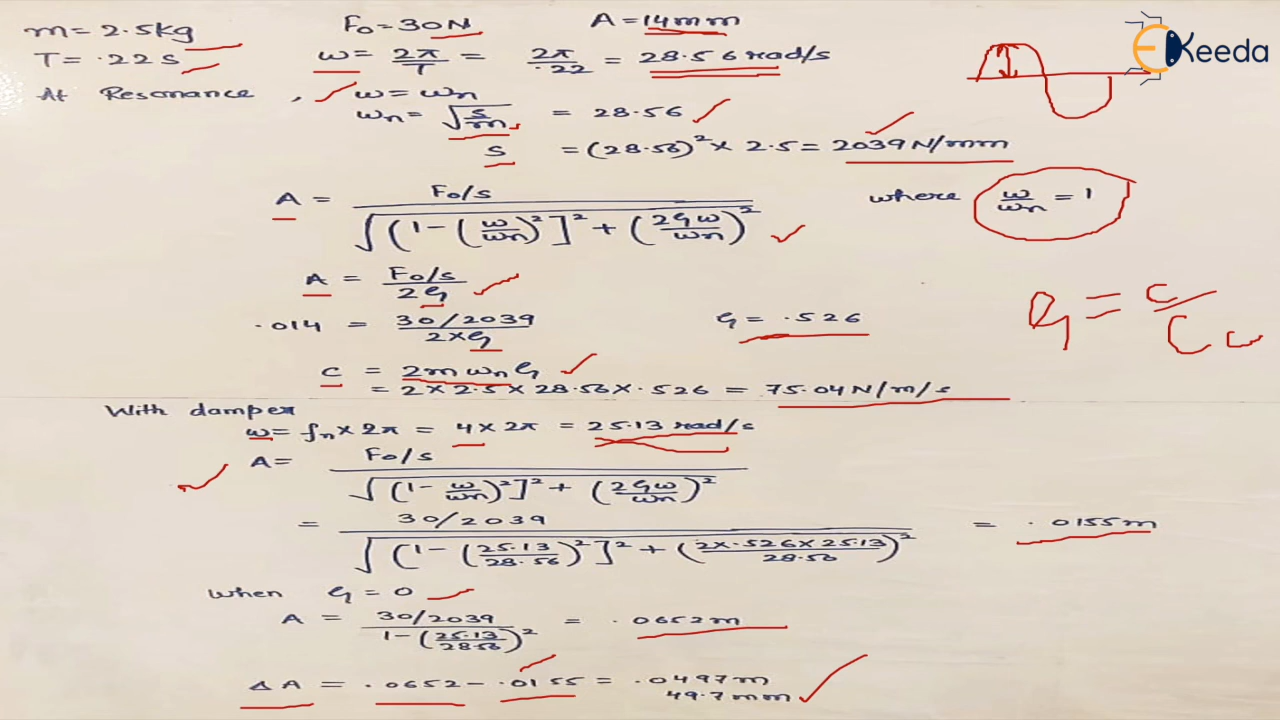 m = 2.5kg F₀ = 30N A = 14mm
T = .22 S ω = 2π/T = 2π/.22 = 28.56 rad/s
At Resonance, ω = ωn
ωn = √(s/m) = 28.56
s = (28.56)² × 2.5 = 2039 N/mm
A = F₀/s / √((1-(ω/ωn)²]² + (2ξω/ωn)² where ω/ωn = 1
A = F₀/s / 2ξ
.014 = 30/2039 / 2×ξ ξ = .526
ξ = c/Cc
c = 2mωnξ
= 2 × 2.5 × 28.56 × .526 = 75.04 N/m/s
With damper
ω = fn × 2π = 4 × 2π = 25.13 rad/s
A = F₀/s / √((1-ω/ωn)²]² + (2ξω/ωn)²
= 30/2039 / √((1-(25.13/28.56)²]² + (2×.526×25.13/28.56)² = .0155m
When ξ = 0
A = 30/2039 / 1-(25.13/28.56)² = .0652m
ΔA = .0652 - .0155 = .0497m
49.7mm
EKeeda